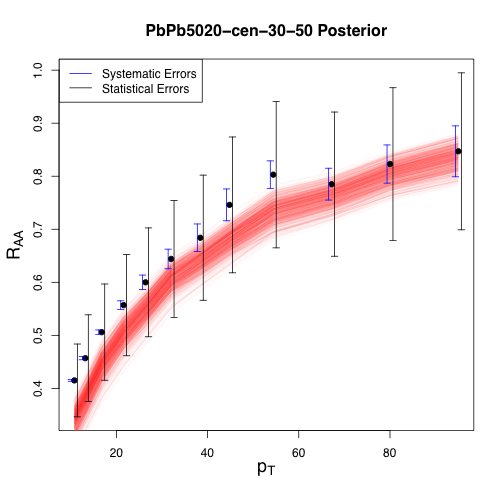 PbPb5020−cen−30−50 Posterior
Systematic Errors
Statistical Errors
1.0
0.9
0.8
0.7
0.6
0.5
0.4
RAA
20
40
60
80
pT